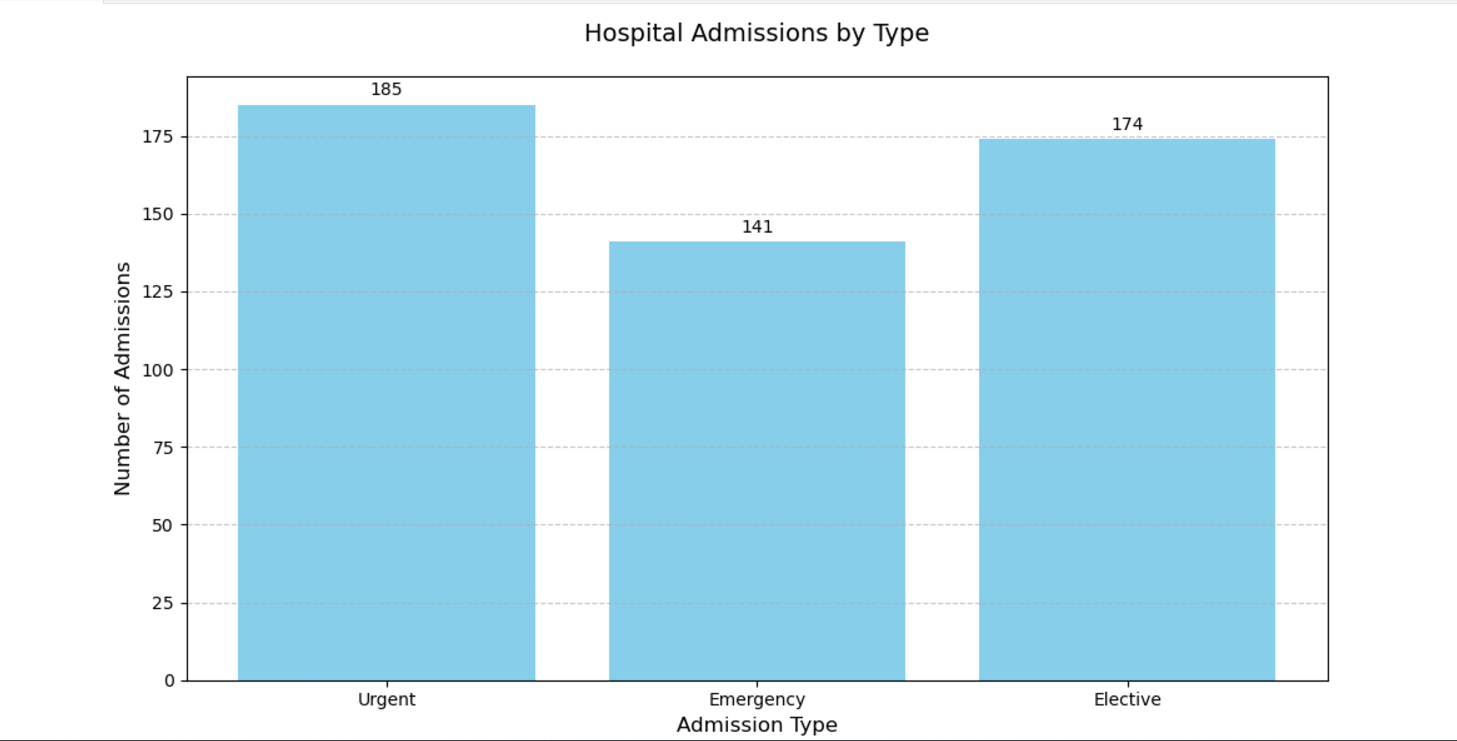 Hospital Admissions by Type
185
174
141
175
150
125
100
75
50
25
0
Number of Admissions
Urgent Emergency Elective
Admission Type